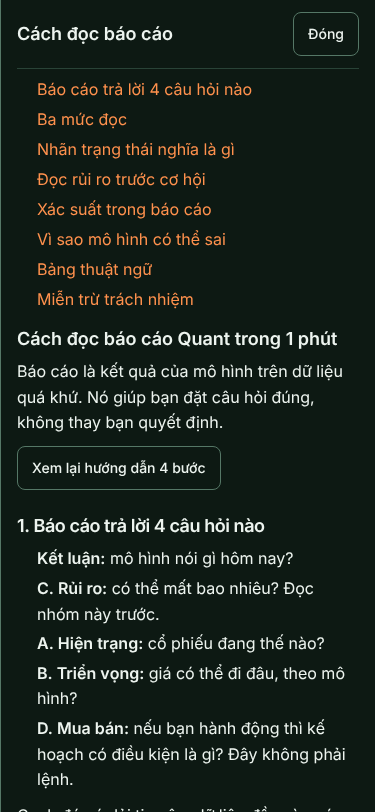 Cách đọc báo cáo
Đóng
Báo cáo trả lời 4 câu hỏi nào
Ba mức đọc
Nhãn trạng thái nghĩa là gì
Đọc rủi ro trước cơ hội
Xác suất trong báo cáo
Vì sao mô hình có thể sai
Bảng thuật ngữ
Miễn trừ trách nhiệm
Cách đọc báo cáo Quant trong 1 phút
Báo cáo là kết quả của mô hình trên dữ liệu
quá khứ. Nó giúp bạn đặt câu hỏi đúng,
không thay bạn quyết định.
Xem lại hướng dẫn 4 bước
1. Báo cáo trả lời 4 câu hỏi nào
Kết luận: mô hình nói gì hôm nay?
C. Rủi ro: có thể mất bao nhiêu? Đọc
nhóm này trước.
A. Hiện trạng: cổ phiếu đang thế nào?
B. Triển vọng: giá có thể đi đâu, theo mô
hình?
D. Mua bán: nếu bạn hành động thì kế
hoạch có điều kiện là gì? Đây không phải
lệnh.